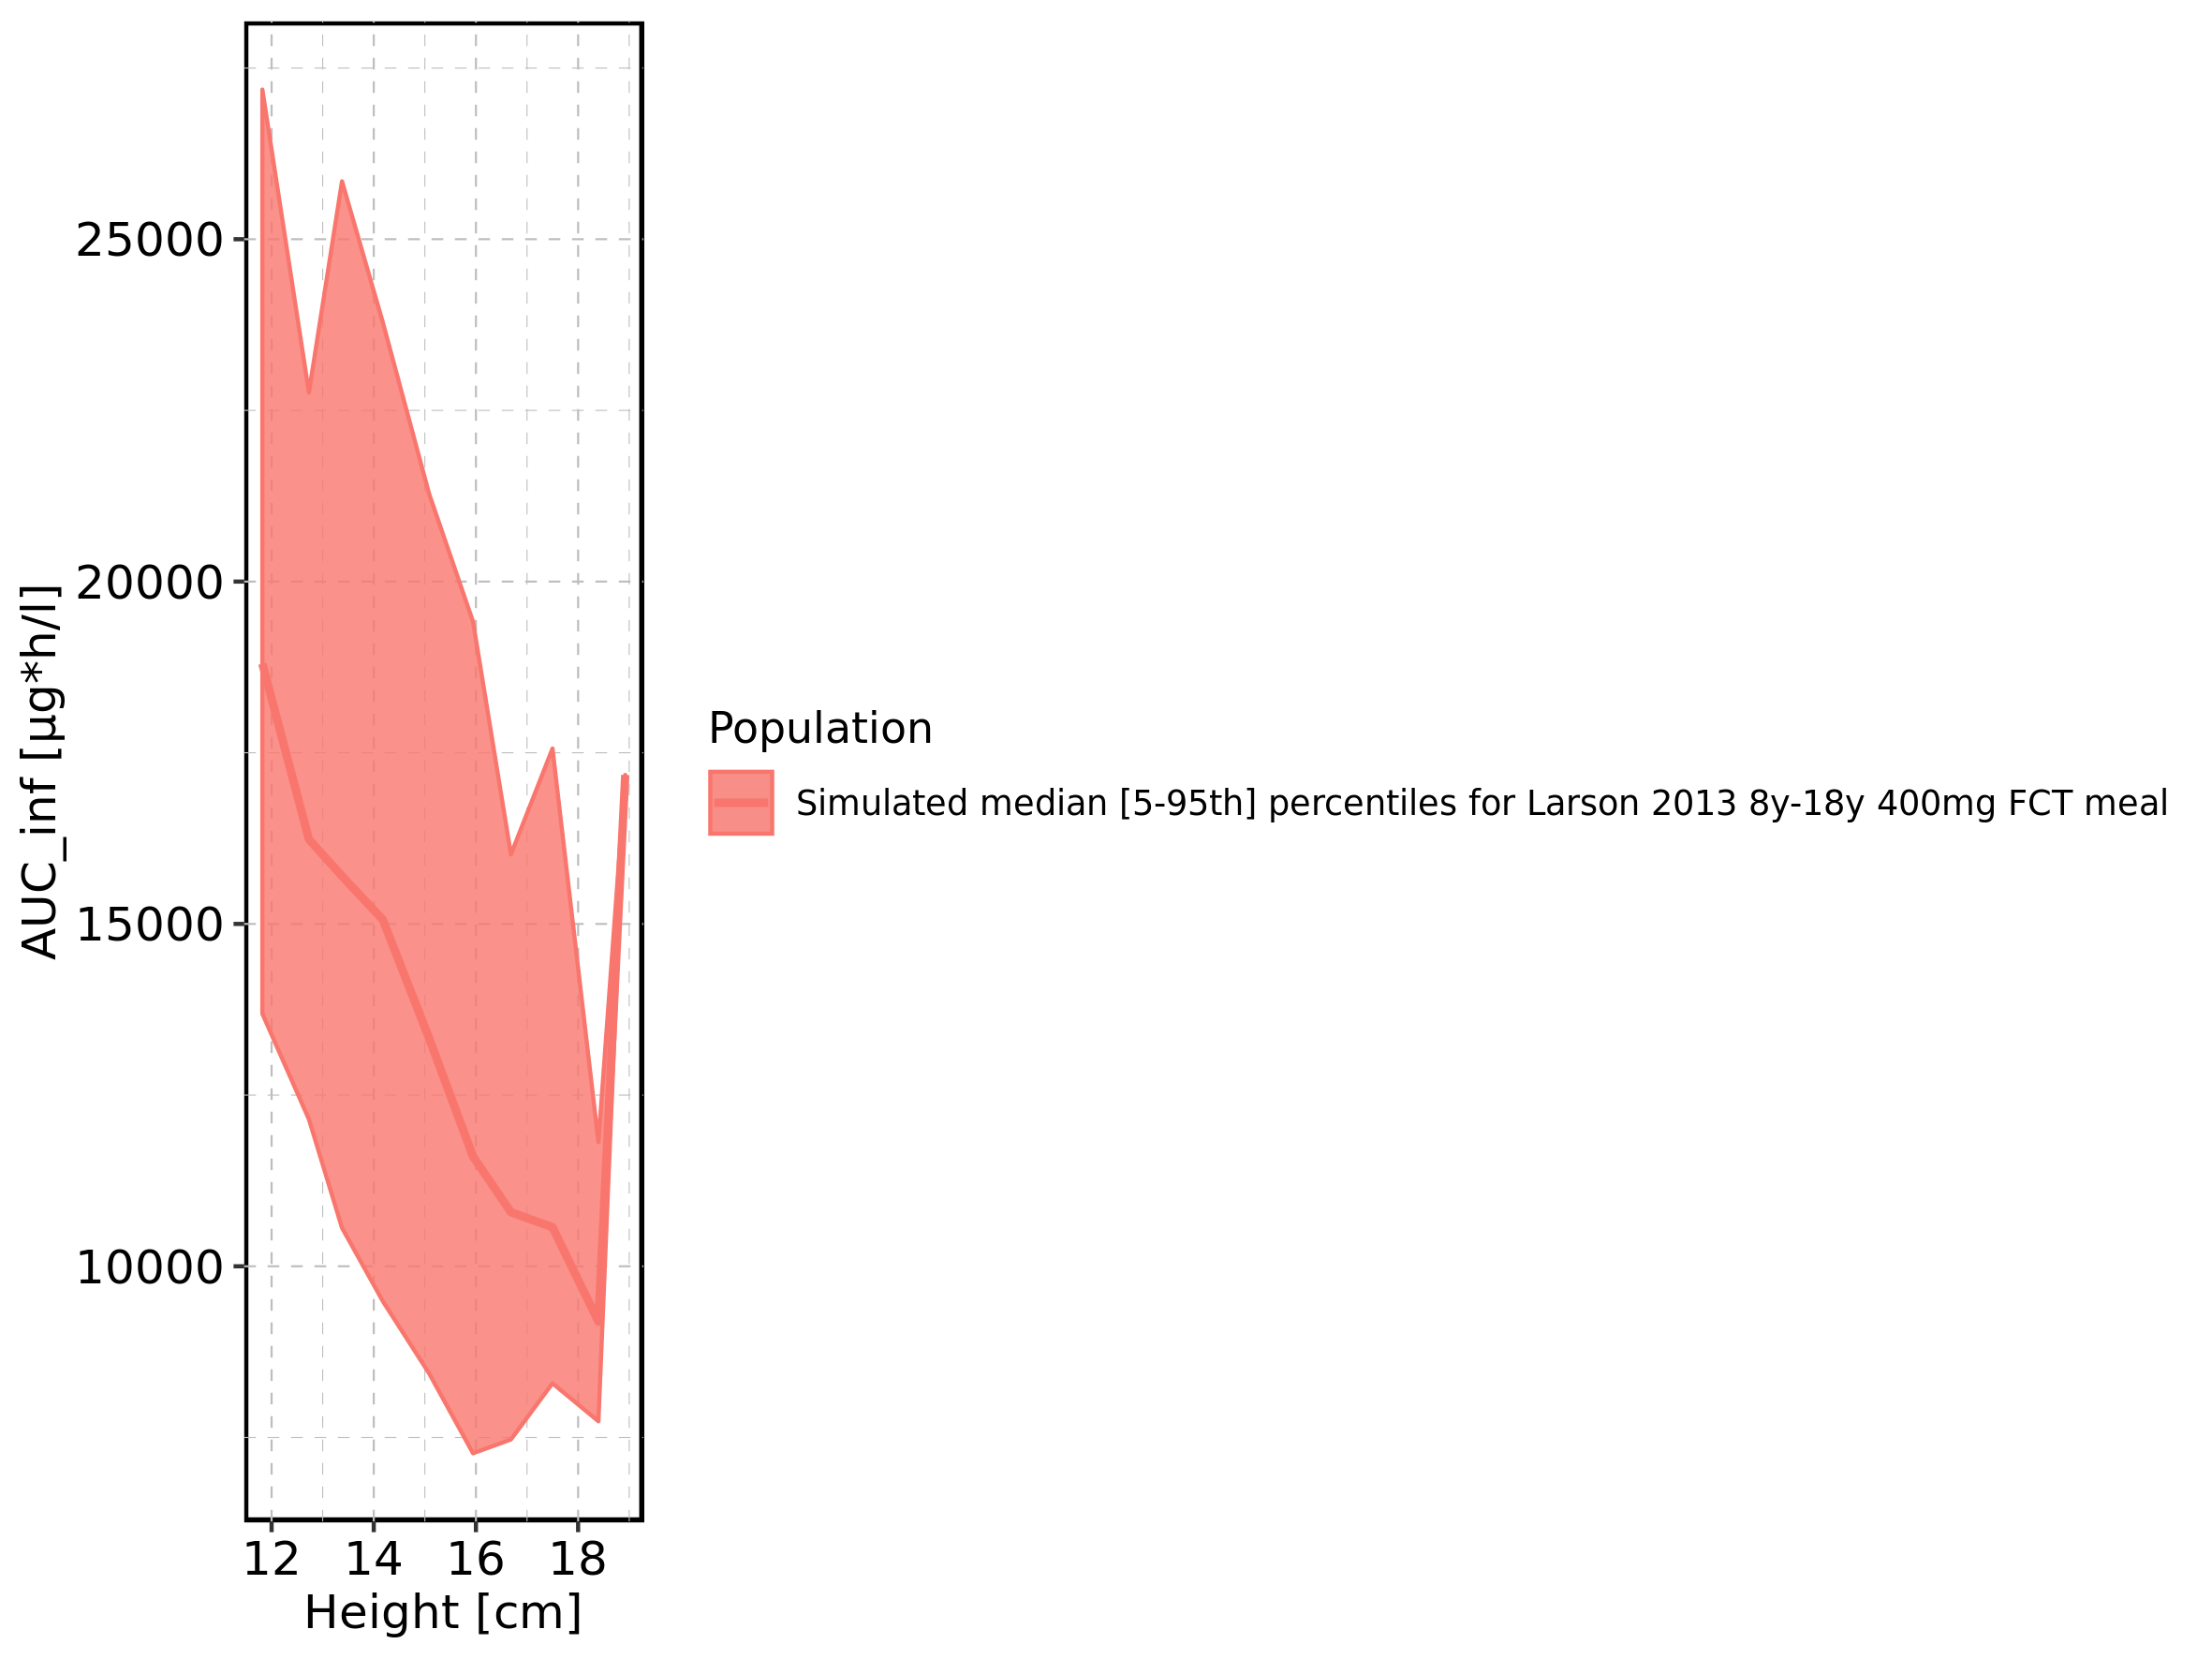 25000
20000
15000
10000
AUC_inf [µg*h/l]
12 14 16 18
Height [cm]
Population
Simulated median [5-95th] percentiles for Larson 2013 8y-18y 400mg FCT meal